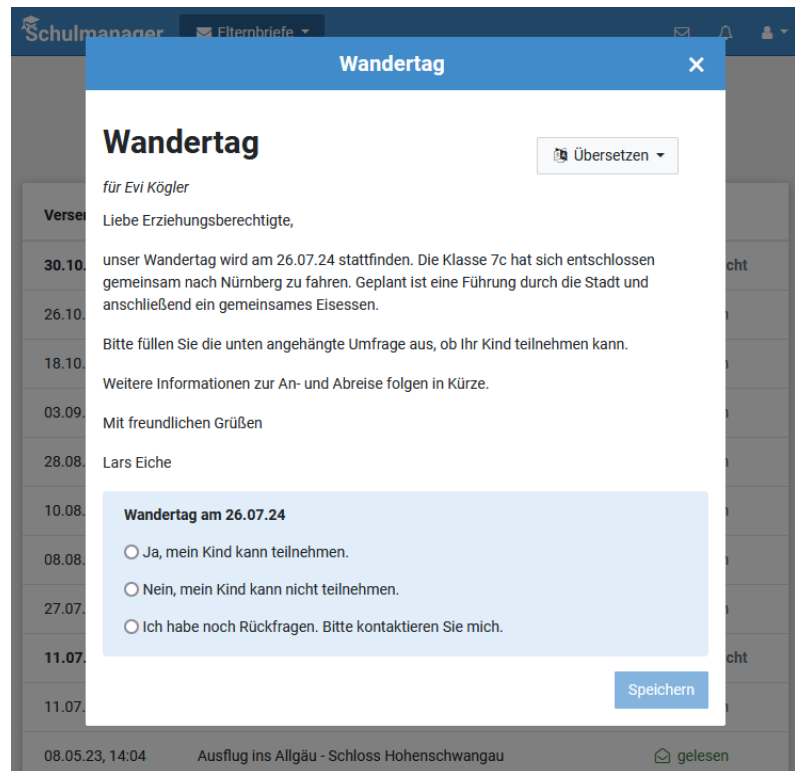 Schulmanager Elternbriefe
Wandertag
Wandertag
Übersetzen
für Evi Kögler
Liebe Erziehungsberechtigte,
unser Wandertag wird am 26.07.24 stattfinden. Die Klasse 7c hat sich entschlossen
gemeinsam nach Nürnberg zu fahren. Geplant ist eine Führung durch die Stadt und
anschließend ein gemeinsames Eisessen.
Bitte füllen Sie die unten angehängte Umfrage aus, ob Ihr Kind teilnehmen kann.
Weitere Informationen zur An- und Abreise folgen in Kürze.
Mit freundlichen Grüßen
Lars Eiche
Wandertag am 26.07.24
Ja, mein Kind kann teilnehmen.
Nein, mein Kind kann nicht teilnehmen.
Ich habe noch Rückfragen. Bitte kontaktieren Sie mich.
Speichern
30.10.
26.10.
18.10.
03.09.
28.08.
10.08.
08.08.
27.07.
11.07.
11.07.
08.05.23, 14:04 Ausflug ins Allgäu - Schloss Hohenschwangau gelesen